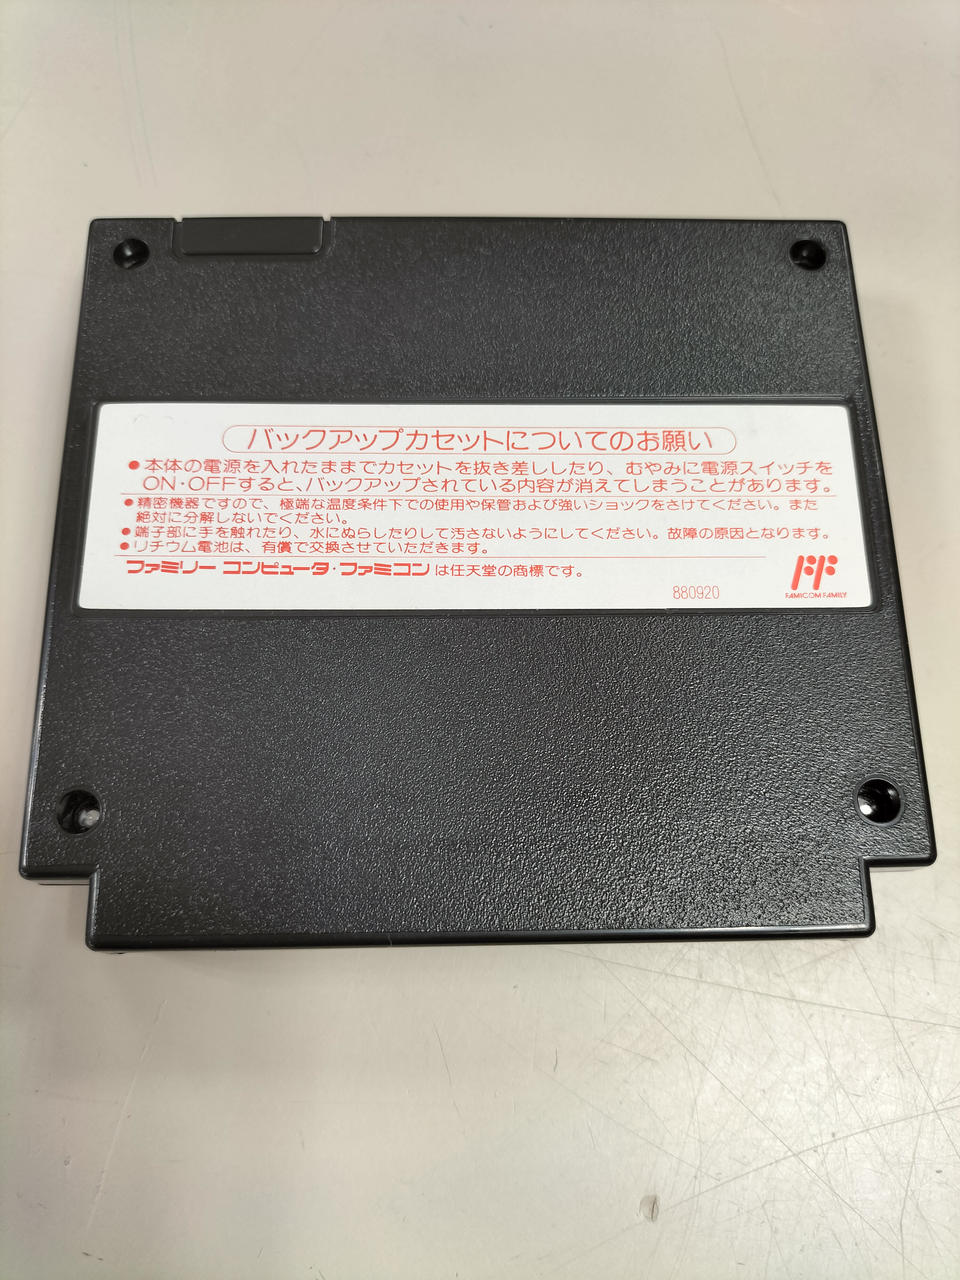 バックアップカセットについてのお願い
●本体の電源を入れたままでカセットを抜き差ししたり、むやみに電源スイッチを
ON・OFFすると、バックアップされている内容が消えてしまうことがあります。
●精密機器ですので、極端な温度条件下での使用や保管および強いショックをさけてください。また
絶対に分解しないでください。
●端子部に手を触れたり、水にぬらしたりして汚さないようにしてください。故障の原因となります。
●リチウム電池は、有償で交換させていただきます。
ファミリー コンピュータ・ファミコン は任天堂の商標です。
880920
FF
FAMICOM FAMILY